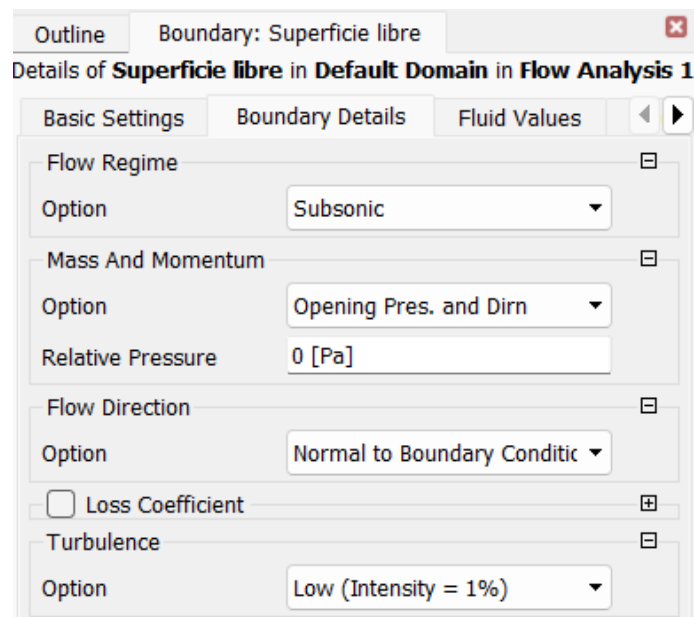 Outline Boundary: Superficie libre
Details of Superficie libre in Default Domain in Flow Analysis 1
Basic Settings Boundary Details Fluid Values
Flow Regime
Option Subsonic
Mass And Momentum
Option Opening Pres. and Dirn
Relative Pressure 0 [Pa]
Flow Direction
Option Normal to Boundary Conditic
Loss Coefficient
Turbulence
Option Low (Intensity = 1%)